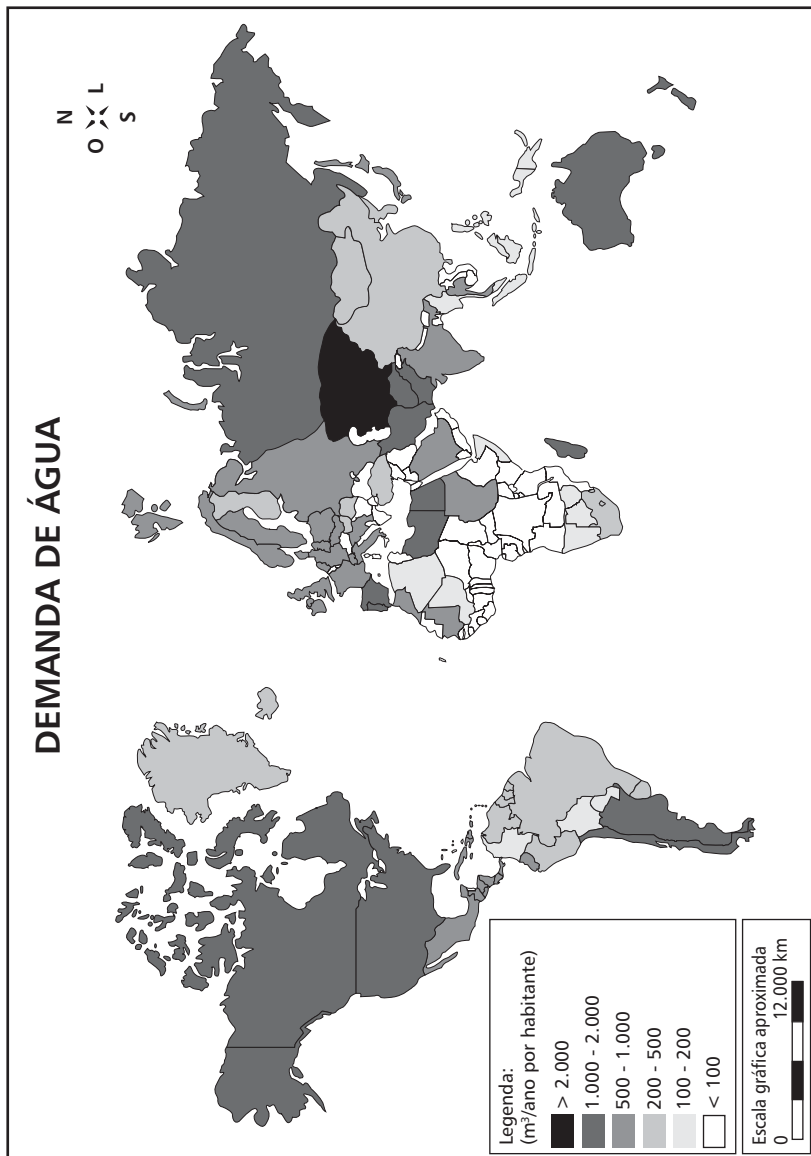 DEMANDA DE ÁGUA
N
O L
S
Legenda:
(m³/ano por habitante)
> 2.000
1.000 - 2.000
500 - 1.000
200 - 500
100 - 200
< 100
Escala gráfica aproximada
0 12.000 km